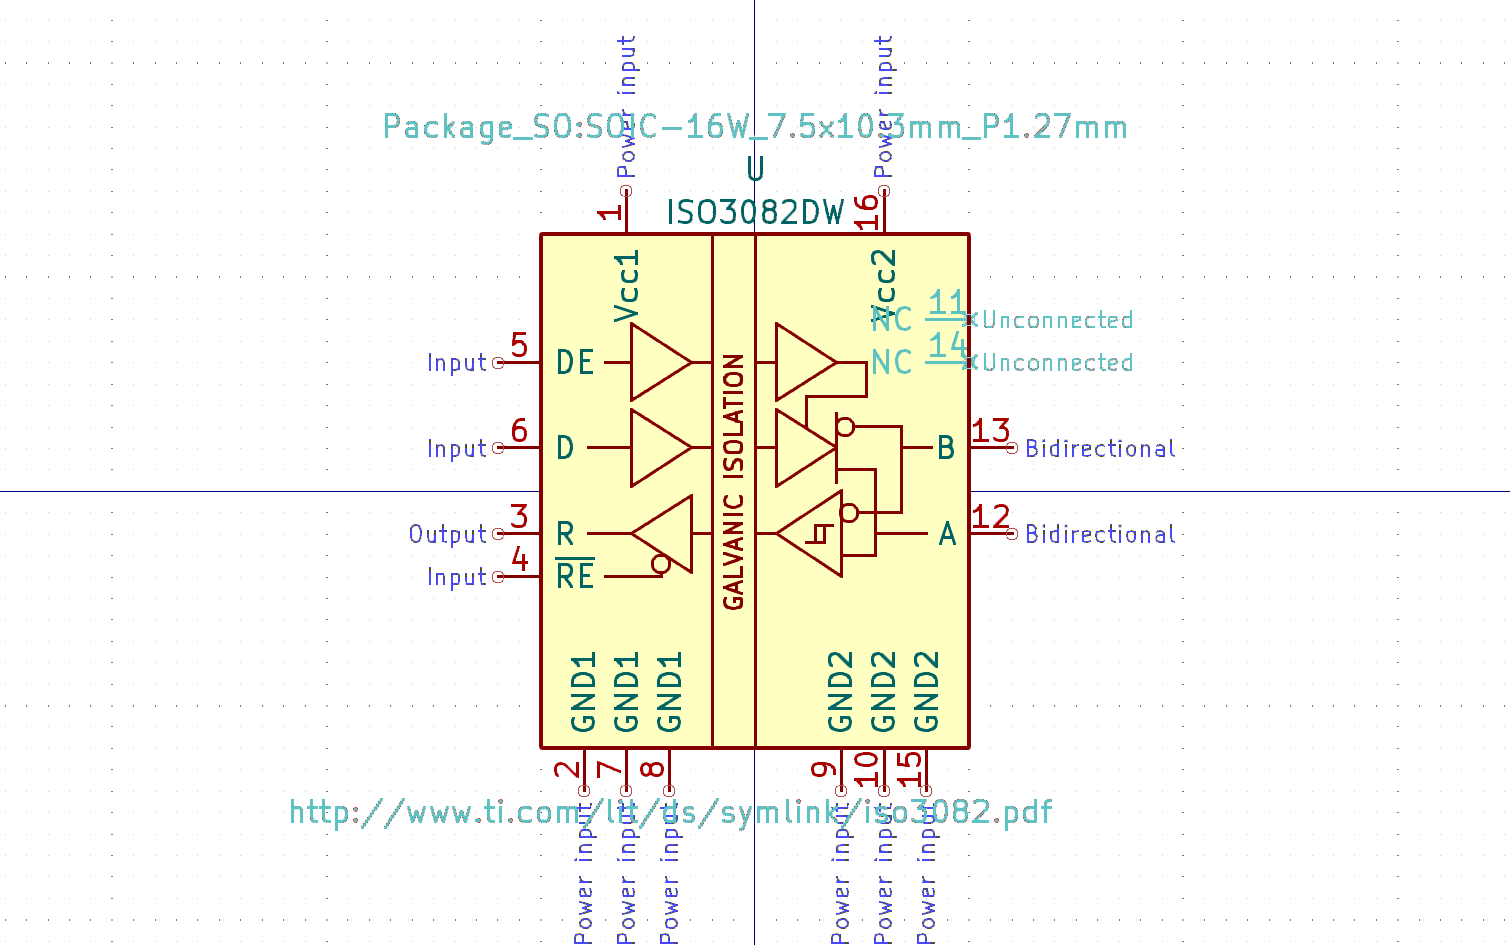 Power input
Power input
Package_SO:SOIC-16W_7.5x10.3mm_P1.27mm
U
ISO3082DW
1
16
Vcc1
Vcc2
NC 11 Unconnected
NC 14 Unconnected
Input 5 DE
Input 6 D
B 13 Bidirectional
Output 3 R
A 12 Bidirectional
Input 4 RE
GALVANIC ISOLATION
GND1
GND1
GND1
GND2
GND2
GND2
2
7
8
9
10
15
http://www.ti.com/lit/ds/symlink/iso3082.pdf
Power input
Power input
Power input
Power input
Power input
Power input